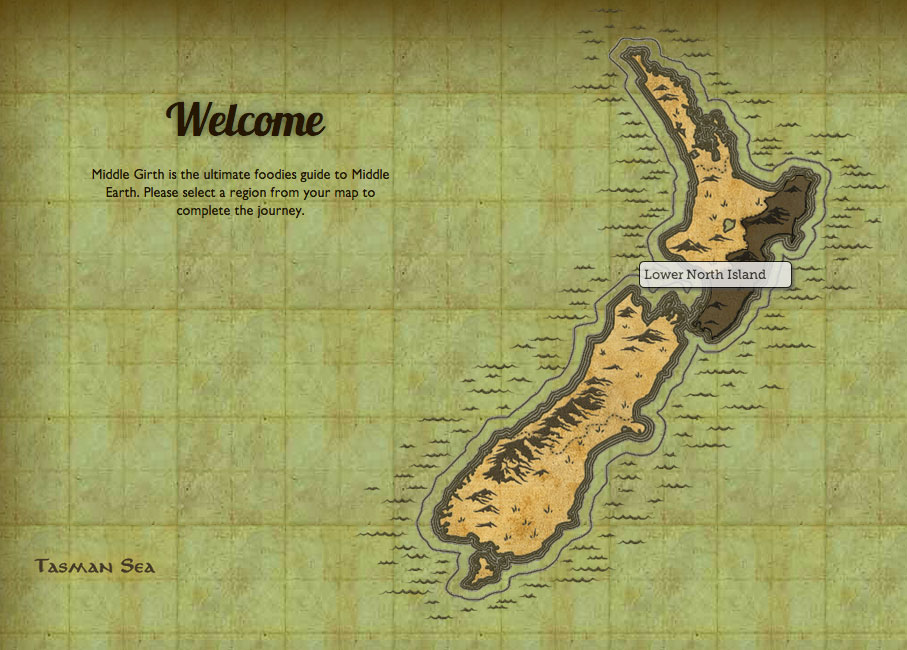 Welcome
Middle Girth is the ultimate foodies guide to Middle
Earth. Please select a region from your map to
complete the journey.
Lower North Island
Tasman Sea